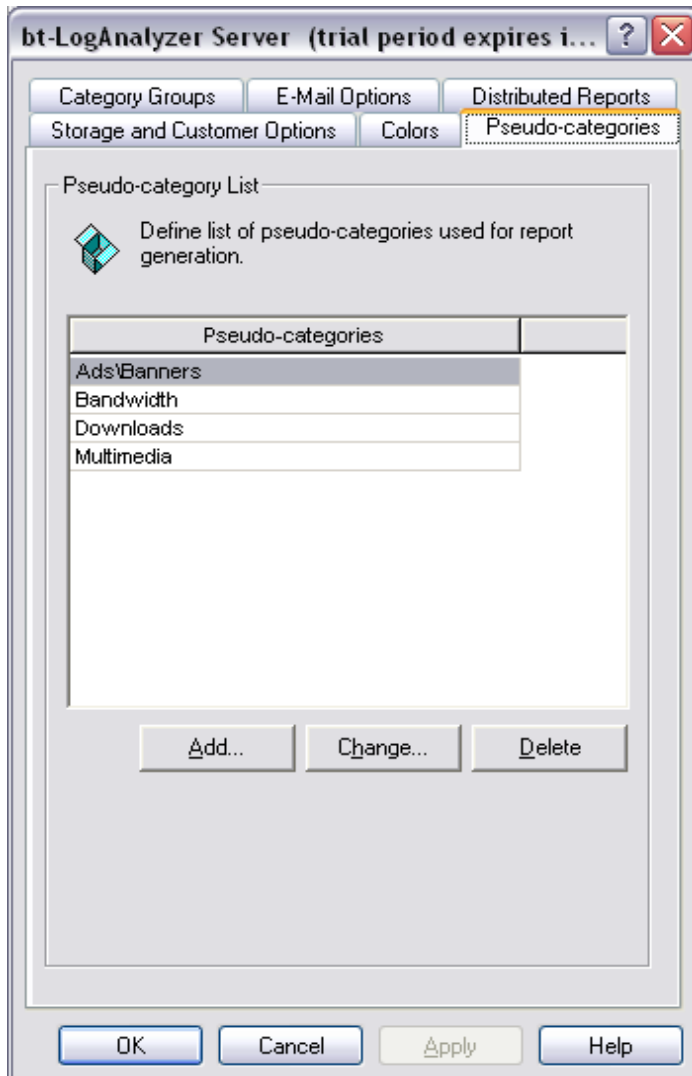 bt-LogAnalyzer Server (trial period expires i...
Category Groups
E-Mail Options
Distributed Reports
Storage and Customer Options
Colors
Pseudo-categories
Pseudo-category List
Define list of pseudo-categories used for report
generation.
Pseudo-categories
Ads\Banners
Bandwidth
Downloads
Multimedia
Add...
Change...
Delete
OK
Cancel
Apply
Help